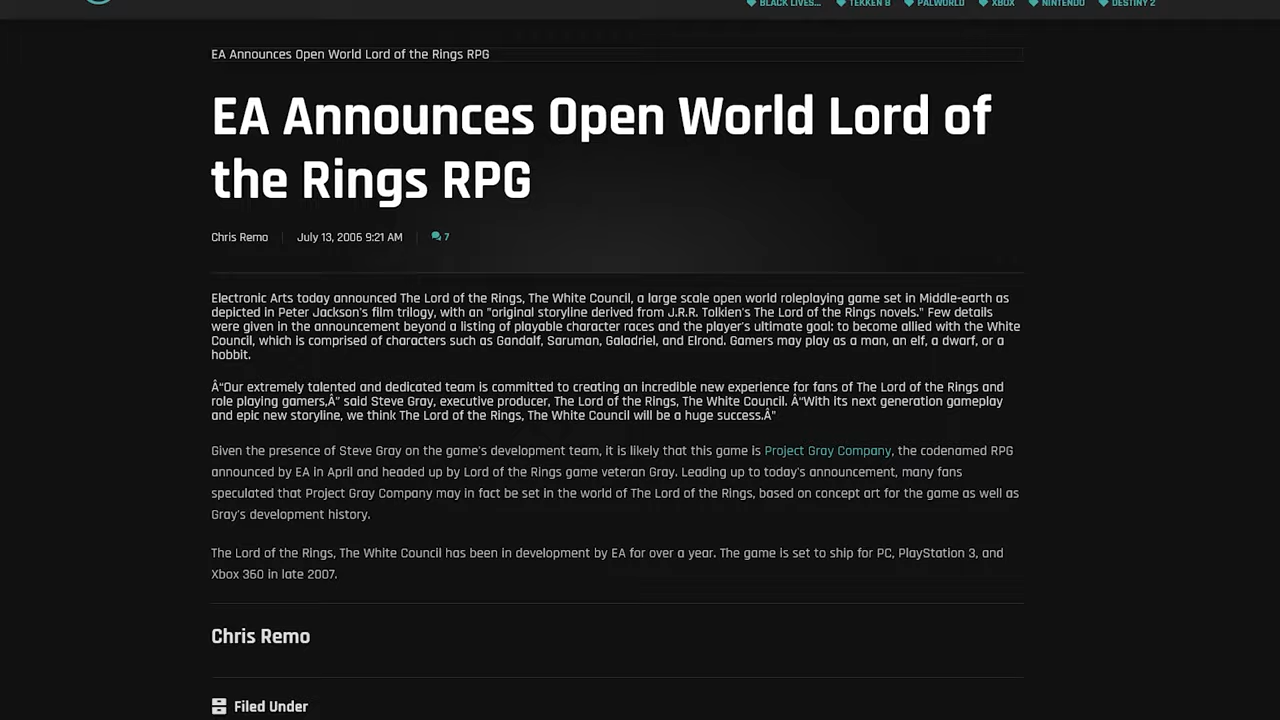 BLACK LIVES... TEKKEN 8 PALWORLD XBOX NINTENDO DESTINY 2
EA Announces Open World Lord of the Rings RPG
EA Announces Open World Lord of
the Rings RPG
Chris Remo July 13, 2006 9:21 AM 7
Electronic Arts today announced The Lord of the Rings, The White Council, a large scale open world roleplaying game set in Middle-earth as
depicted in Peter Jackson's film trilogy, with an "original storyline derived from J.R.R. Tolkien's The Lord of the Rings novels." Few details
were given in the announcement beyond a listing of playable character races and the player's ultimate goal: to become allied with the White
Council, which is comprised of characters such as Gandalf, Saruman, Galadriel, and Elrond. Gamers may play as a man, an elf, a dwarf, or a
hobbit.
Â“Our extremely talented and dedicated team is committed to creating an incredible new experience for fans of The Lord of the Rings and
role playing gamers,Â” said Steve Gray, executive producer, The Lord of the Rings, The White Council. Â“With its next generation gameplay
and epic new storyline, we think The Lord of the Rings, The White Council will be a huge success.Â”
Given the presence of Steve Gray on the game's development team, it is likely that this game is Project Gray Company, the codenamed RPG
announced by EA in April and headed up by Lord of the Rings game veteran Gray. Leading up to today's announcement, many fans
speculated that Project Gray Company may in fact be set in the world of The Lord of the Rings, based on concept art for the game as well as
Gray's development history.
The Lord of the Rings, The White Council has been in development by EA for over a year. The game is set to ship for PC, PlayStation 3, and
Xbox 360 in late 2007.
Chris Remo
Filed Under